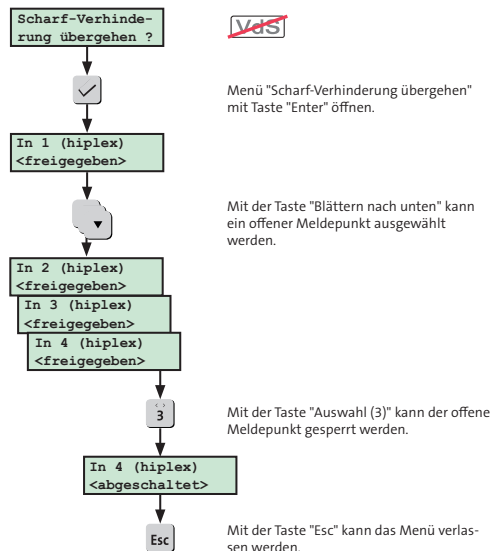 Scharf-Verhinde-
rung übergehen ?
VdS
Menü "Scharf-Verhinderung übergehen"
mit Taste "Enter" öffnen.
In 1 (hiplex)
<freigegeben>
Mit der Taste "Blättern nach unten" kann
ein offener Meldepunkt ausgewählt
werden.
In 2 (hiplex)
<freigegeben>
In 3 (hiplex)
<freigegeben>
In 4 (hiplex)
<freigegeben>
3
Mit der Taste "Auswahl (3)" kann der offene
Meldepunkt gesperrt werden.
In 4 (hiplex)
<abgeschaltet>
Esc
Mit der Taste "Esc" kann das Menü verlas-
sen werden.